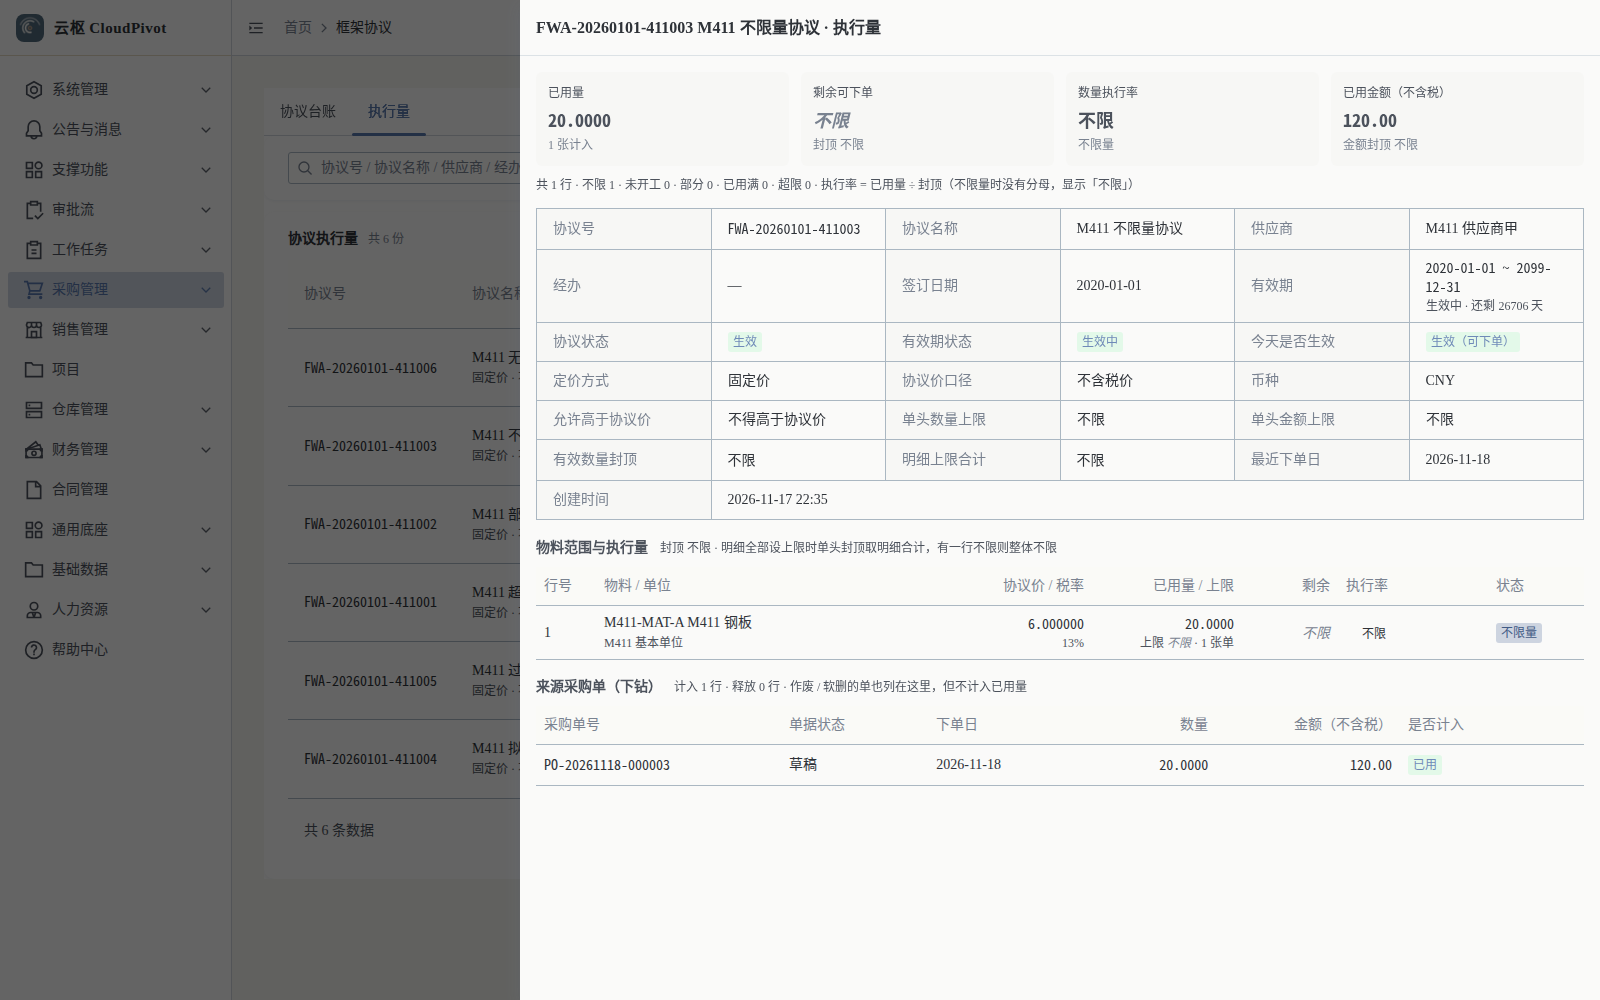 云枢 CloudPivot
首页 > 框架协议
系统管理
公告与消息
支撑功能
审批流
工作任务
采购管理
销售管理
项目
仓库管理
财务管理
合同管理
通用底座
基础数据
人力资源
帮助中心
协议台账 执行量
协议号 / 协议名称 / 供应商 / 经办
协议执行量 共 6 份
协议号 协议名称
FWA-20260101-411006 M411 无
固定价 ·
FWA-20260101-411003 M411 不
固定价 ·
FWA-20260101-411002 M411 部
固定价 ·
FWA-20260101-411001 M411 超
固定价 ·
FWA-20260101-411005 M411 过
固定价 ·
FWA-20260101-411004 M411 拟
固定价 ·
共 6 条数据
FWA-20260101-411003 M411 不限量协议 · 执行量
已用量
20.0000
1 张计入
剩余可下单
不限
封顶 不限
数量执行率
不限
不限量
已用金额（不含税）
120.00
金额封顶 不限
共 1 行 · 不限 1 · 未开工 0 · 部分 0 · 已用满 0 · 超限 0 · 执行率 = 已用量 ÷ 封顶（不限量时没有分母，显示「不限」）
协议号 FWA-20260101-411003 协议名称 M411 不限量协议 供应商 M411 供应商甲
经办 — 签订日期 2020-01-01 有效期 2020-01-01 ~ 2099-
12-31
生效中 · 还剩 26706 天
协议状态 生效 有效期状态 生效中 今天是否生效 生效（可下单）
定价方式 固定价 协议价口径 不含税价 币种 CNY
允许高于协议价 不得高于协议价 单头数量上限 不限 单头金额上限 不限
有效数量封顶 不限 明细上限合计 不限 最近下单日 2026-11-18
创建时间 2026-11-17 22:35
物料范围与执行量 封顶 不限 · 明细全部设上限时单头封顶取明细合计，有一行不限则整体不限
行号 物料 / 单位 协议价 / 税率 已用量 / 上限 剩余 执行率 状态
1 M411-MAT-A M411 钢板 6.000000 20.0000 不限 不限 不限量
M411 基本单位 13% 上限 不限 · 1 张单
来源采购单（下钻） 计入 1 行 · 释放 0 行 · 作废 / 软删的单也列在这里，但不计入已用量
采购单号 单据状态 下单日 数量 金额（不含税） 是否计入
PO-20261118-000003 草稿 2026-11-18 20.0000 120.00 已用